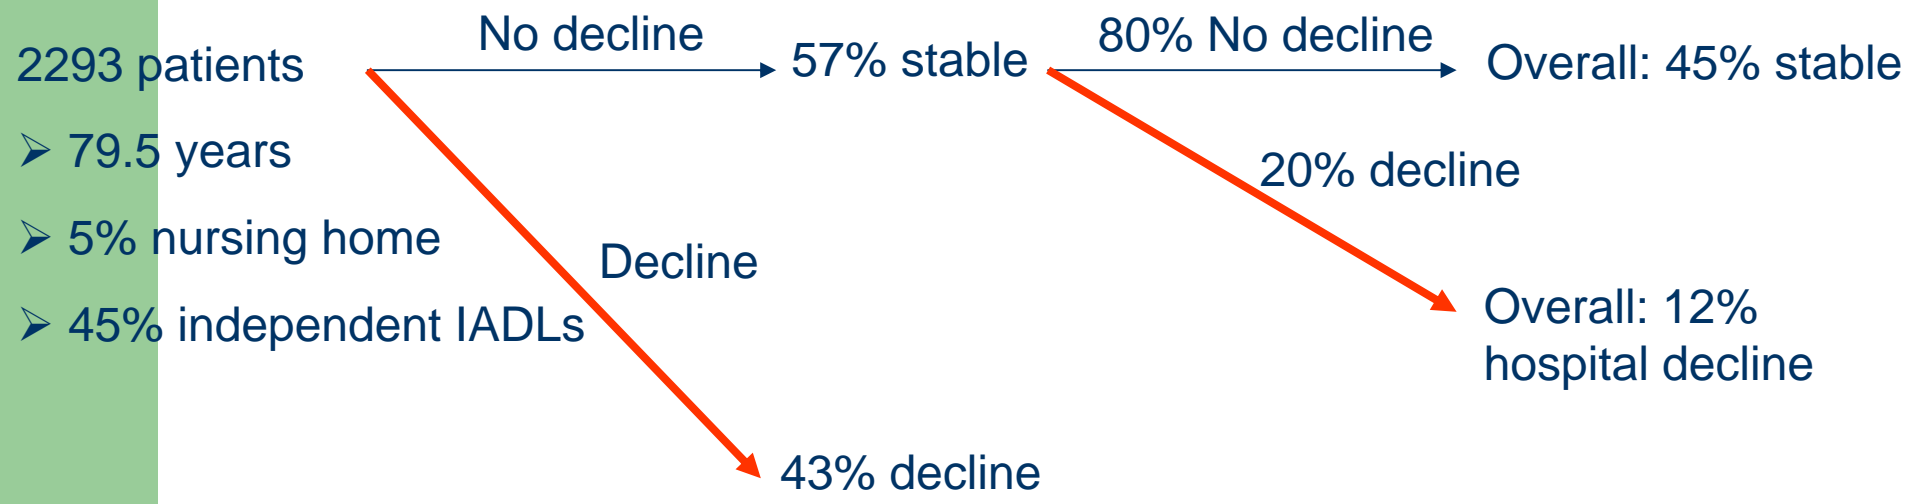 2293 patients
No decline
57% stable
80% No decline
Overall: 45% stable
➢ 79.5 years
20% decline
➢ 5% nursing home
Decline
➢ 45% independent IADLs
Overall: 12%
hospital decline
43% decline